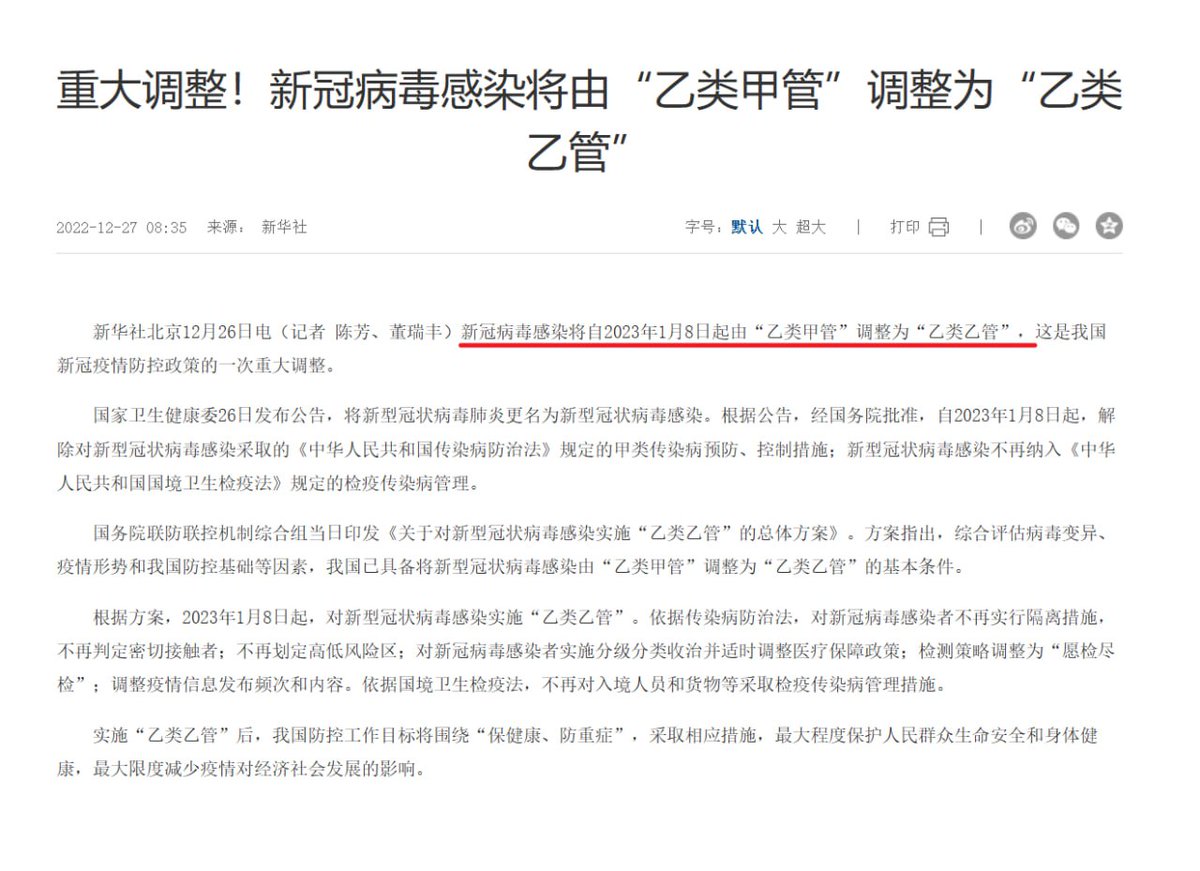 重大调整！新冠病毒感染将由“乙类甲管”调整为“乙类
乙管”
2022-12-27 08:35 来源： 新华社
字号：默认 大 超大 | 打印 |
新华社北京12月26日电（记者 陈芳、董瑞丰）新冠病毒感染将自2023年1月8日起由“乙类甲管”调整为“乙类乙管”，这是我国
新冠疫情防控政策的一次重大调整。
国家卫生健康委26日发布公告，将新型冠状病毒肺炎更名为新型冠状病毒感染。根据公告，经国务院批准，自2023年1月8日起，解
除对新型冠状病毒感染采取的《中华人民共和国传染病防治法》规定的甲类传染病预防、控制措施；新型冠状病毒感染不再纳入《中华
人民共和国国境卫生检疫法》规定的检疫传染病管理。
国务院联防联控机制综合组当日印发《关于对新型冠状病毒感染实施“乙类乙管”的总体方案》。方案指出，综合评估病毒变异、
疫情形势和我国防控基础等因素，我国已具备将新型冠状病毒感染由“乙类甲管”调整为“乙类乙管”的基本条件。
根据方案，2023年1月8日起，对新型冠状病毒感染实施“乙类乙管”。依据传染病防治法，对新冠病毒感染者不再实行隔离措施，
不再判定密切接触者；不再划定高低风险区；对新冠病毒感染者实施分级分类收治并适时调整医疗保障政策；检测策略调整为“愿检尽
检”；调整疫情信息发布频次和内容。依据国境卫生检疫法，不再对入境人员和货物等采取检疫传染病管理措施。
实施“乙类乙管”后，我国防控工作目标将围绕“保健康、防重症”，采取相应措施，最大程度保护人民群众生命安全和身体健
康，最大限度减少疫情对经济社会发展的影响。